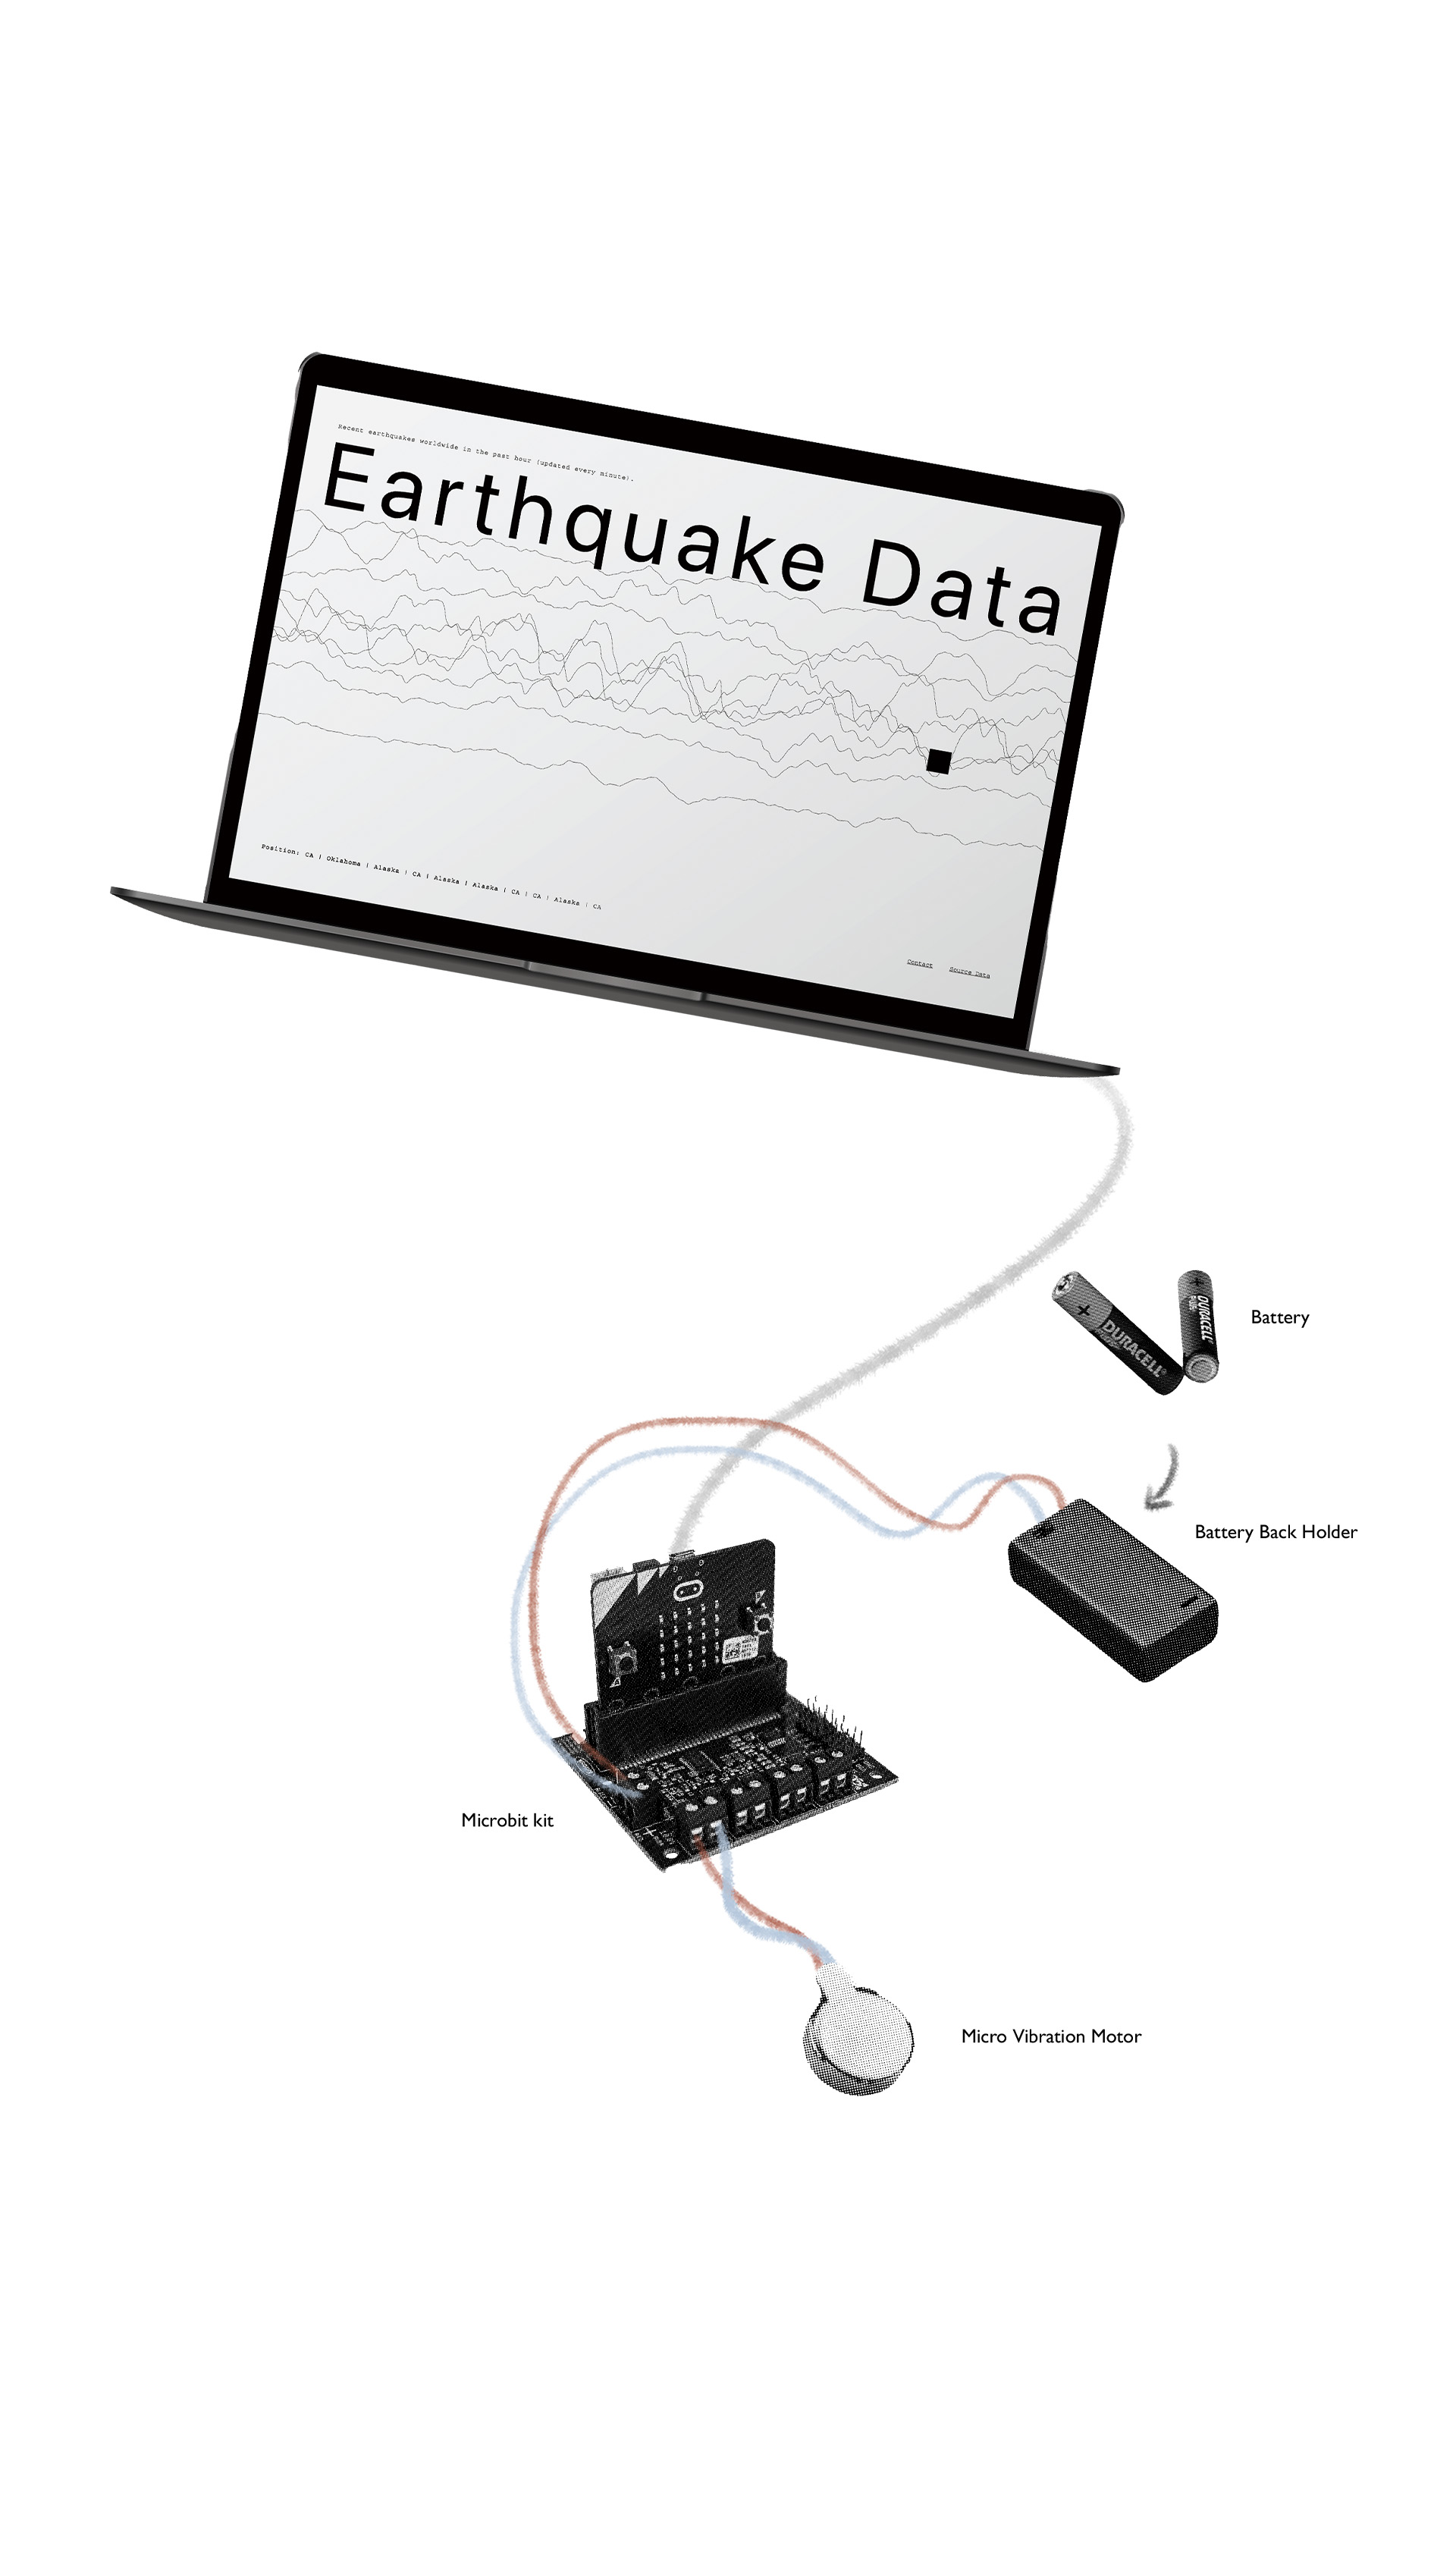 Recent earthquakes worldwide in the past hour (updated every minute).
Earthquake Data
Position: CA | Oklahoma | Alaska | CA | Alaska | Alaska | CA | CA | Alaska | CA
Contact Source Data
DURACELL
DURACELL
Battery
Battery Back Holder
Microbit kit
Micro Vibration Motor